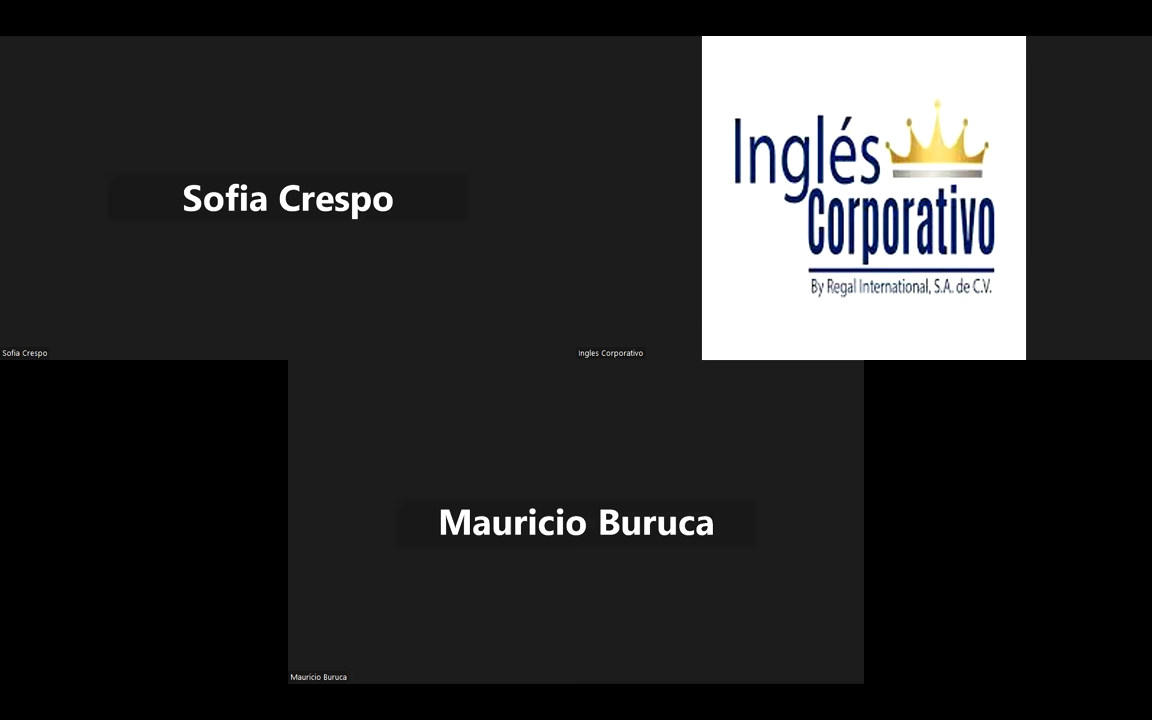 Sofia Crespo
Inglés
Corporativo
By Regal International, S.A. de C.V.
Sofia Crespo
Ingles Corporativo
Mauricio Buruca
Mauricio Buruca